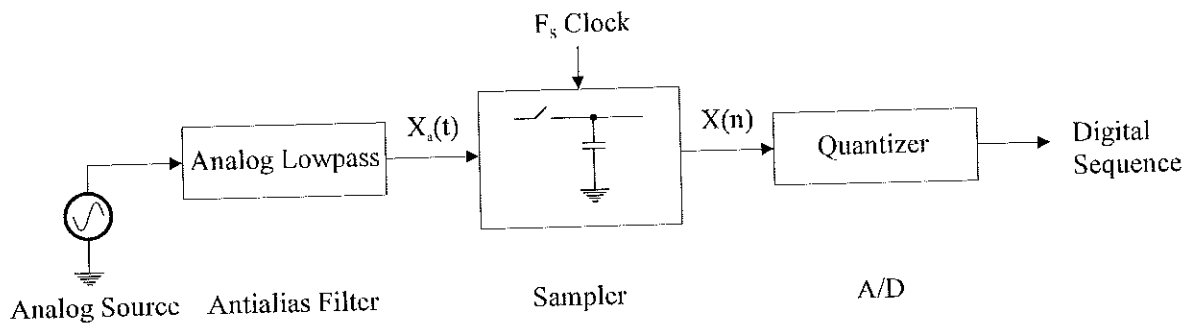 F_s Clock
X_a(t)
X(n)
Analog Lowpass
Quantizer
Digital
Sequence
Analog Source
Antialias Filter
Sampler
A/D